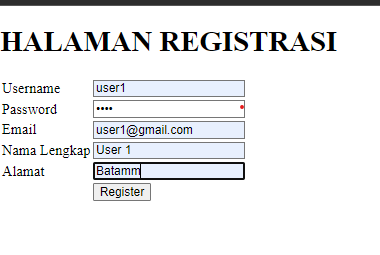 HALAMAN REGISTRASI
Username user1
Password ••••
Email user1@gmail.com
Nama Lengkap User 1
Alamat Batamm
Register